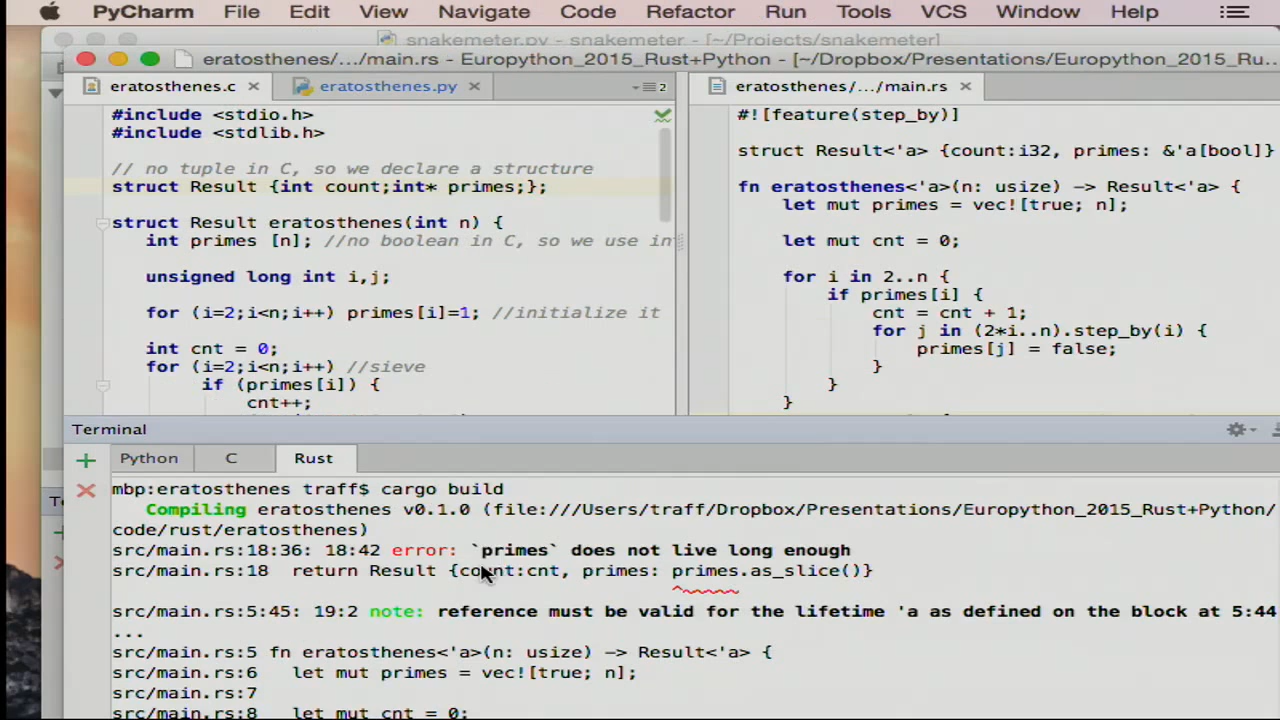 PyCharm File Edit View Navigate Code Refactor Run Tools VCS Window Help
snakemeter.py - snakemeter - [~/Projects/snakemeter]
eratosthenes/.../main.rs - Europython_2015_Rust+Python - [~/Dropbox/Presentations/Europython_2015_Ru...
eratosthenes.c eratosthenes.py 2
#include <stdio.h>
#include <stdlib.h>
// no tuple in C, so we declare a structure
struct Result {int count;int* primes;};
struct Result eratosthenes(int n) {
int primes [n]; //no boolean in C, so we use in
unsigned long int i,j;
for (i=2;i<n;i++) primes[i]=1; //initialize it
int cnt = 0;
for (i=2;i<n;i++) //sieve
if (primes[i]) {
cnt++;
eratosthenes/.../main.rs
#![feature(step_by)]
struct Result<'a> {count:i32, primes: &'a[bool]}
fn eratosthenes<'a>(n: usize) -> Result<'a> {
let mut primes = vec![true; n];
let mut cnt = 0;
for i in 2..n {
if primes[i] {
cnt = cnt + 1;
for j in (2*i..n).step_by(i) {
primes[j] = false;
}
}
}
Terminal
Python C Rust
mbp:eratosthenes traff$ cargo build
Compiling eratosthenes v0.1.0 (file:///Users/traff/Dropbox/Presentations/Europython_2015_Rust+Python/
code/rust/eratosthenes)
src/main.rs:18:36: 18:42 error: `primes` does not live long enough
src/main.rs:18 return Result {count:cnt, primes: primes.as_slice()}
src/main.rs:5:45: 19:2 note: reference must be valid for the lifetime 'a as defined on the block at 5:44
...
src/main.rs:5 fn eratosthenes<'a>(n: usize) -> Result<'a> {
src/main.rs:6 let mut primes = vec![true; n];
src/main.rs:7
src/main.rs:8 let mut cnt = 0;